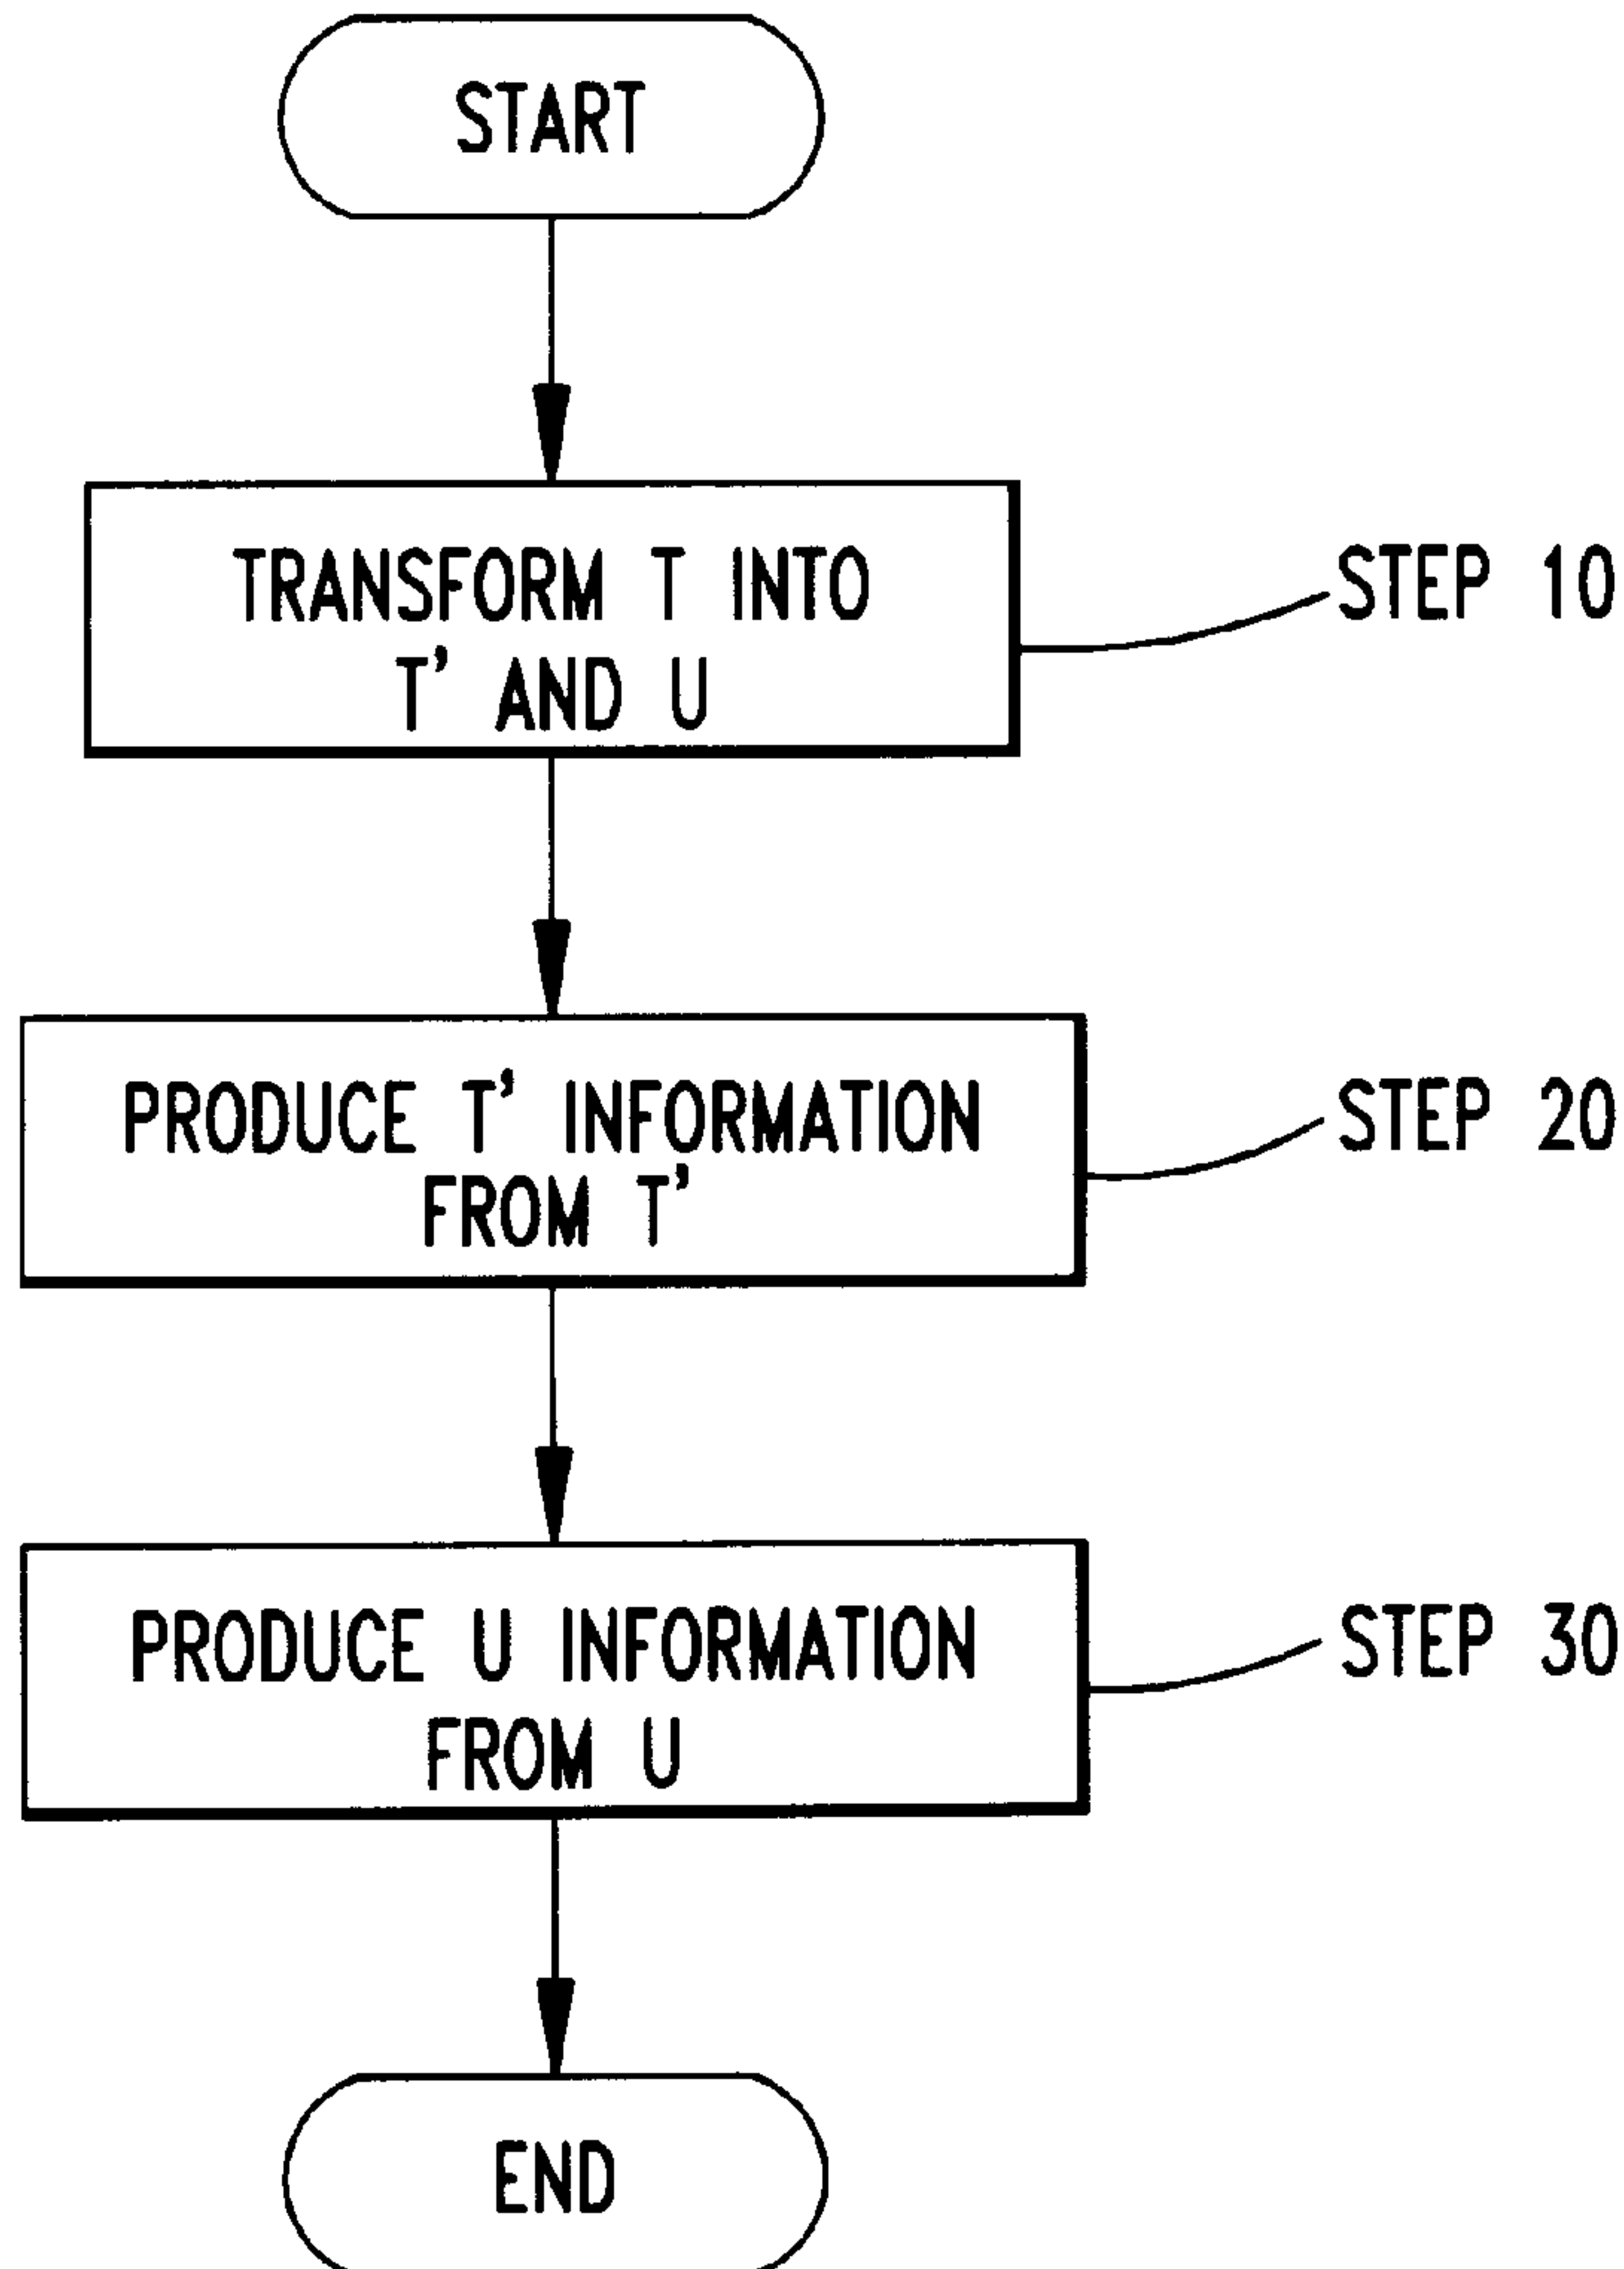 START
TRANSFORM T INTO
T' AND U
STEP 10
PRODUCE T' INFORMATION
FROM T'
STEP 20
PRODUCE U INFORMATION
FROM U
STEP 30
END